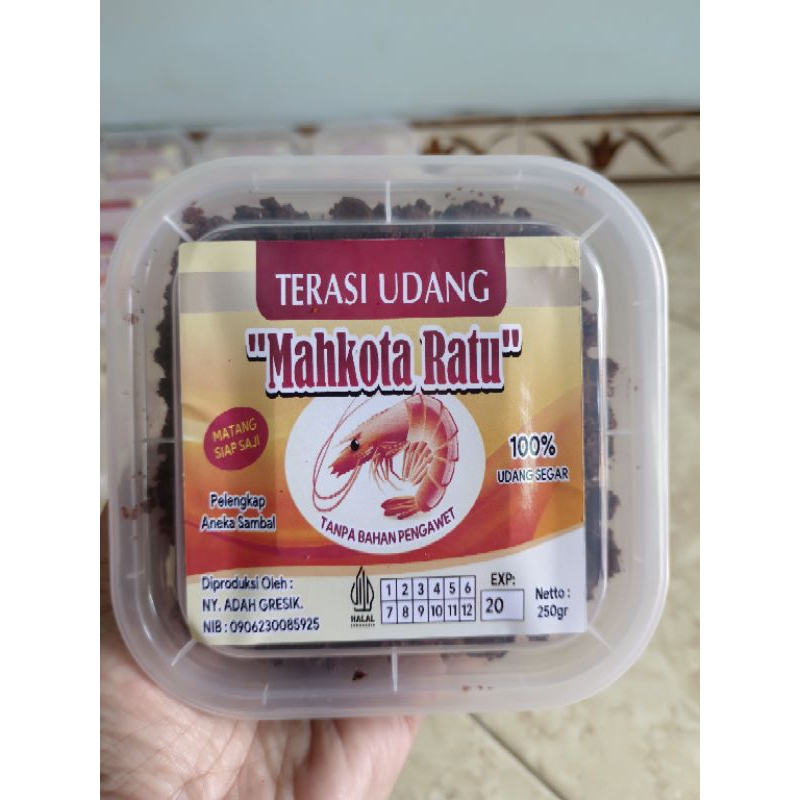 TERASI UDANG
"Mahkota Ratu"
MATANG
SIAP SAJI
100%
UDANG SEGAR
Pelengkap
Aneka Sambal
TANPA BAHAN PENGAWET
Diproduksi Oleh :
NY. ADAH GRESIK.
NIB : 0906230085925
HALAL
INDONESIA
1 2 3 4 5 6
7 8 9 10 11 12
EXP:
20
Netto :
250gr